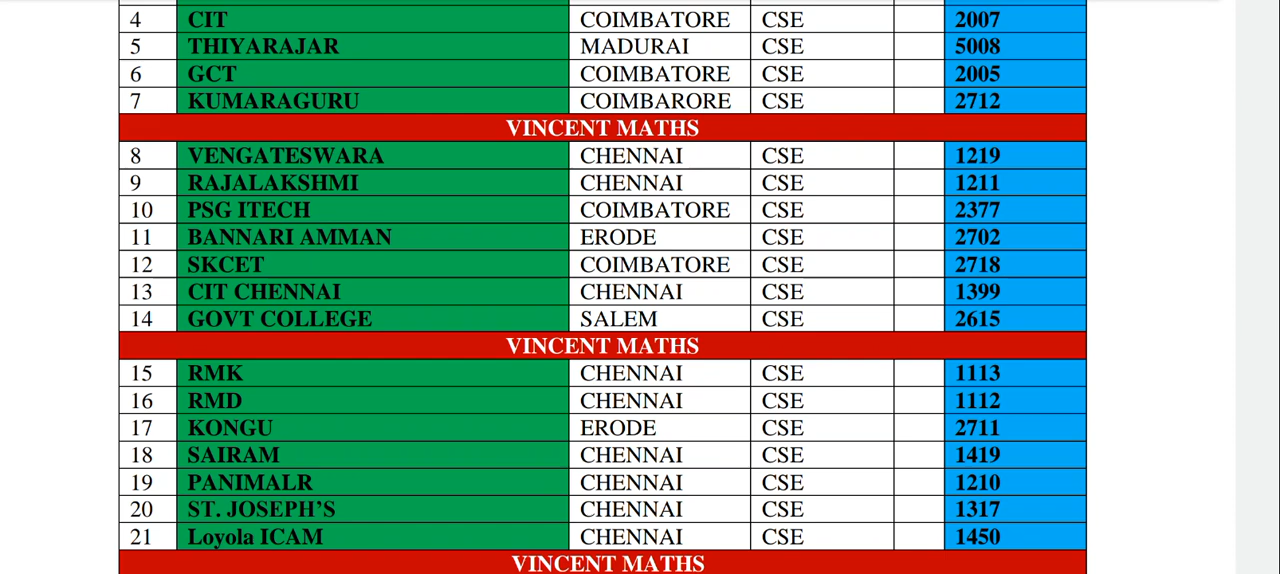 4 CIT COIMBATORE CSE 2007
5 THIYARAJAR MADURAI CSE 5008
6 GCT COIMBATORE CSE 2005
7 KUMARAGURU COIMBARORE CSE 2712
VINCENT MATHS
8 VENGATESWARA CHENNAI CSE 1219
9 RAJALAKSHMI CHENNAI CSE 1211
10 PSG ITECH COIMBATORE CSE 2377
11 BANNARI AMMAN ERODE CSE 2702
12 SKCET COIMBATORE CSE 2718
13 CIT CHENNAI CHENNAI CSE 1399
14 GOVT COLLEGE SALEM CSE 2615
VINCENT MATHS
15 RMK CHENNAI CSE 1113
16 RMD CHENNAI CSE 1112
17 KONGU ERODE CSE 2711
18 SAIRAM CHENNAI CSE 1419
19 PANIMALR CHENNAI CSE 1210
20 ST. JOSEPH’S CHENNAI CSE 1317
21 Loyola ICAM CHENNAI CSE 1450
VINCENT MATHS